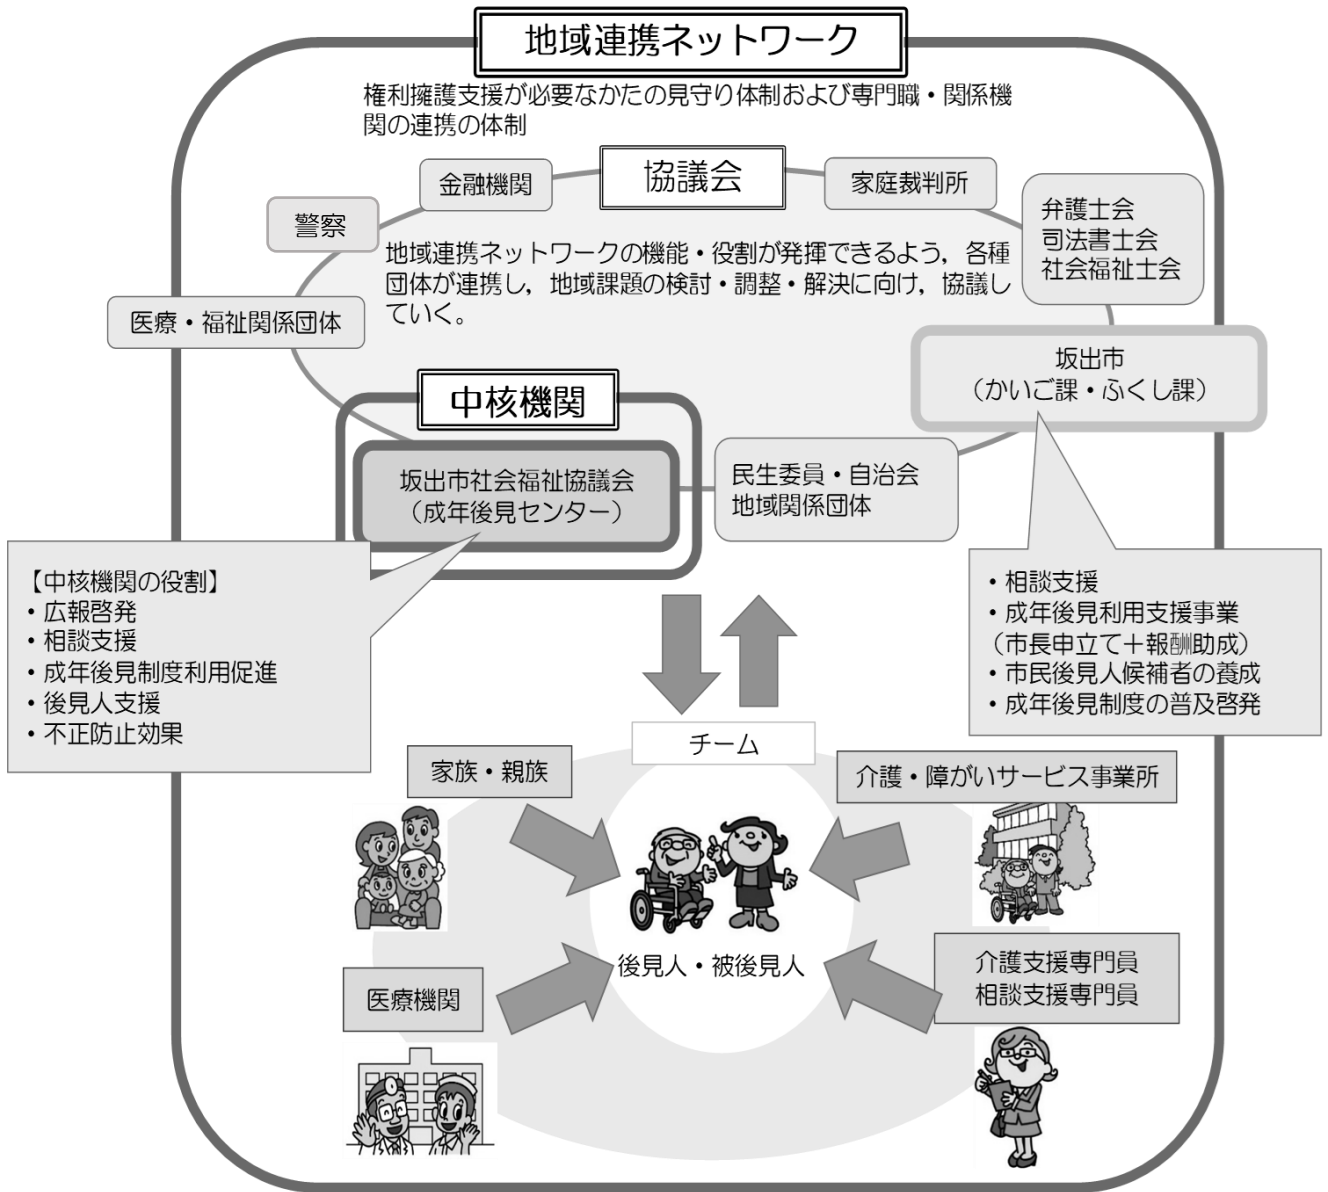 地域連携ネットワーク
権利擁護支援が必要なかたの見守り体制および専門職・関係機
関の連携の体制
協議会
金融機関
家庭裁判所
警察
弁護士会
司法書士会
社会福祉士会
地域連携ネットワークの機能・役割が発揮できるよう，各種
団体が連携し，地域課題の検討・調整・解決に向け，協議し
ていく。
医療・福祉関係団体
坂出市
（かいご課・ふくし課）
中核機関
坂出市社会福祉協議会
（成年後見センター）
民生委員・自治会
地域関係団体
【中核機関の役割】
・広報啓発
・相談支援
・成年後見制度利用促進
・後見人支援
・不正防止効果
・相談支援
・成年後見利用支援事業
（市長申立て＋報酬助成）
・市民後見人候補者の養成
・成年後見制度の普及啓発
チーム
家族・親族
介護・障がいサービス事業所
後見人・被後見人
医療機関
介護支援専門員
相談支援専門員